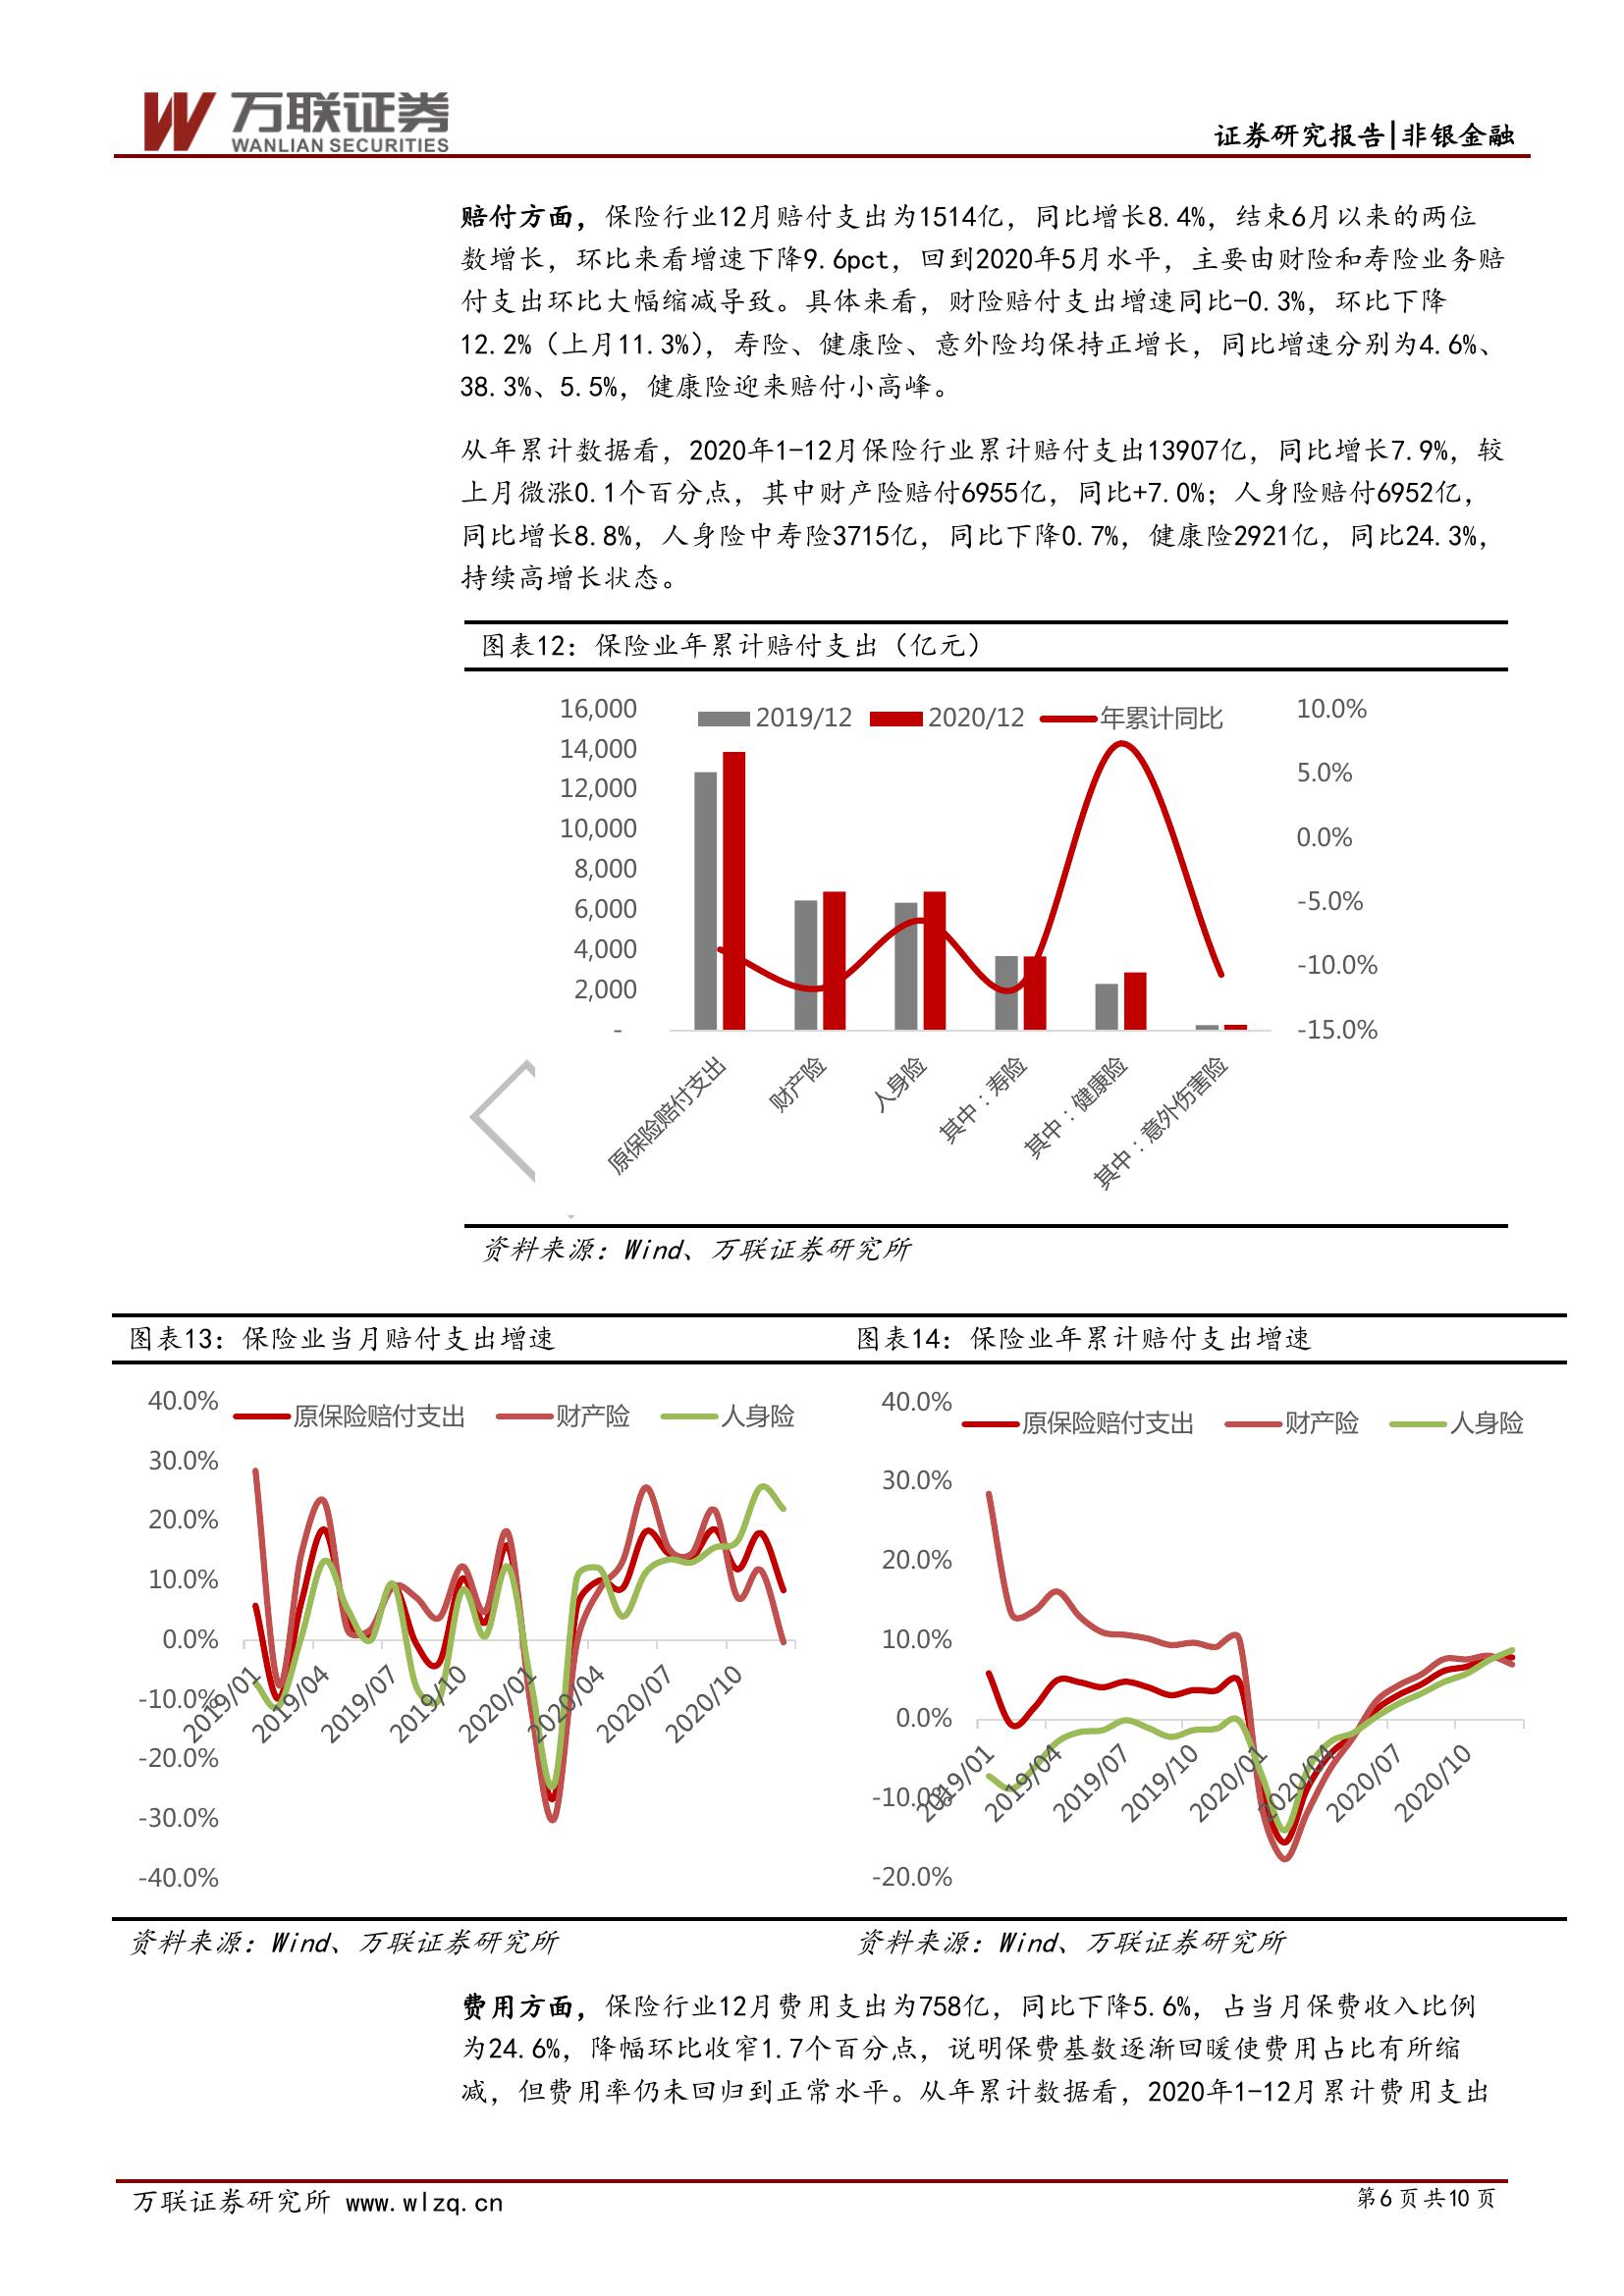 万联证券
WANLIAN SECURITIES
证券研究报告|非银金融
赔付方面，保险行业12月赔付支出为1514亿，同比增长8.4%，结束6月以来的两位
数增长，环比来看增速下降9.6pct，回到2020年5月水平，主要由财险和寿险业务赔
付支出环比大幅缩减导致。具体来看，财险赔付支出增速同比-0.3%，环比下降
12.2%（上月11.3%），寿险、健康险、意外险均保持正增长，同比增速分别为4.6%、
38.3%、5.5%，健康险迎来赔付小高峰。
从年累计数据看，2020年1-12月保险行业累计赔付支出13907亿，同比增长7.9%，较
上月微涨0.1个百分点，其中财产险赔付6955亿，同比+7.0%；人身险赔付6952亿，
同比增长8.8%，人身险中寿险3715亿，同比下降0.7%，健康险2921亿，同比24.3%，
持续高增长状态。
图表12：保险业年累计赔付支出（亿元）
2019/12 2020/12 年累计同比
16,000
14,000
12,000
10,000
8,000
6,000
4,000
2,000
-
10.0%
5.0%
0.0%
-5.0%
-10.0%
-15.0%
原保险赔付支出
财产险
人身险
其中：寿险
其中：健康险
其中：意外伤害险
资料来源：Wind、万联证券研究所
图表13：保险业当月赔付支出增速
原保险赔付支出 财产险 人身险
40.0%
30.0%
20.0%
10.0%
0.0%
-10.0%
-20.0%
-30.0%
-40.0%
2019/01
2019/04
2019/07
2019/10
2020/01
2020/04
2020/07
2020/10
资料来源：Wind、万联证券研究所
图表14：保险业年累计赔付支出增速
原保险赔付支出 财产险 人身险
40.0%
30.0%
20.0%
10.0%
0.0%
-10.0%
-20.0%
2019/01
2019/04
2019/07
2019/10
2020/01
2020/04
2020/07
2020/10
资料来源：Wind、万联证券研究所
费用方面，保险行业12月费用支出为758亿，同比下降5.6%，占当月保费收入比例
为24.6%，降幅环比收窄1.7个百分点，说明保费基数逐渐回暖使费用占比有所缩
减，但费用率仍未回归到正常水平。从年累计数据看，2020年1-12月累计费用支出
万联证券研究所 www.wlzq.cn
第6页共10页